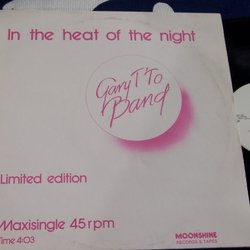 In the heat of the night
Gary T'To
Band
Limited edition
Maxisingle 45 rpm
Time 4:03
MOONSHINE
RECORDS & TAPES